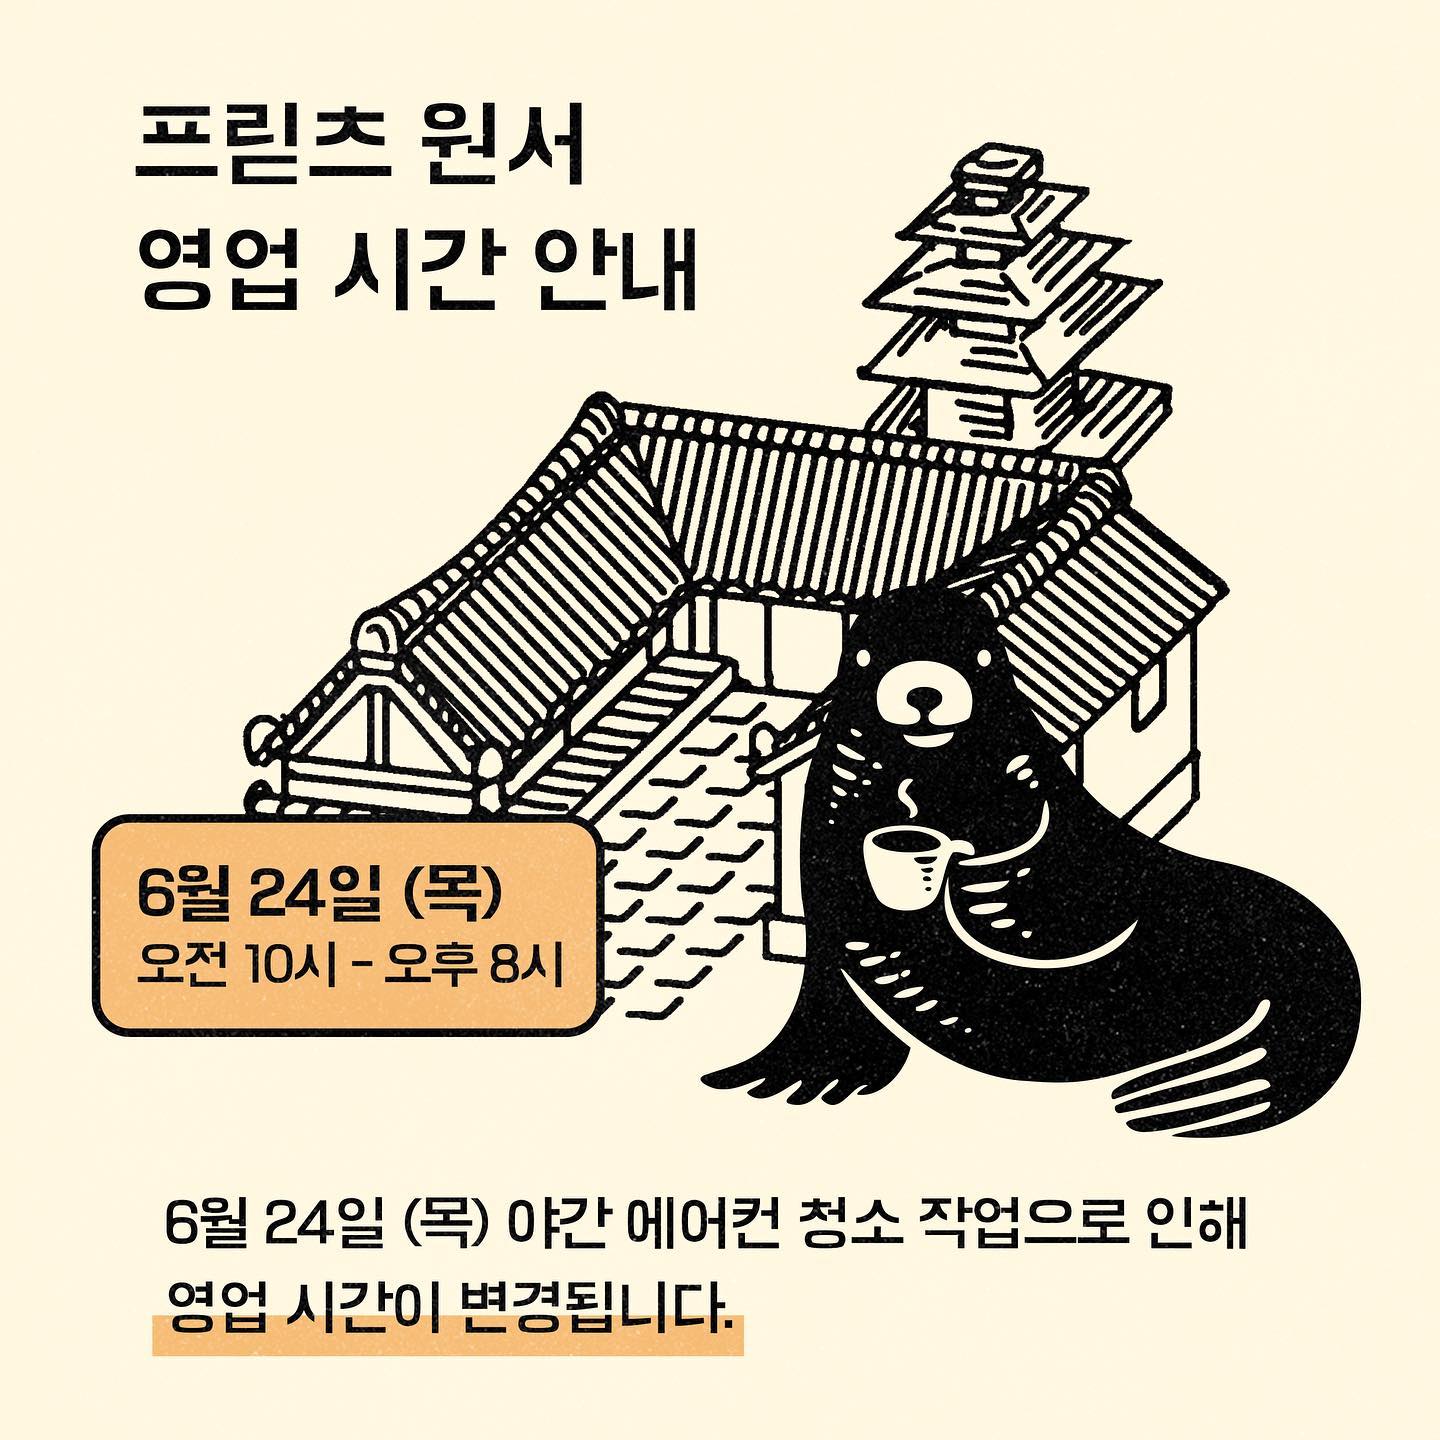 프릳츠 원서
영업 시간 안내
6월 24일 (목)
오전 10시 - 오후 8시
6월 24일 (목) 야간 에어컨 청소 작업으로 인해
영업 시간이 변경됩니다.